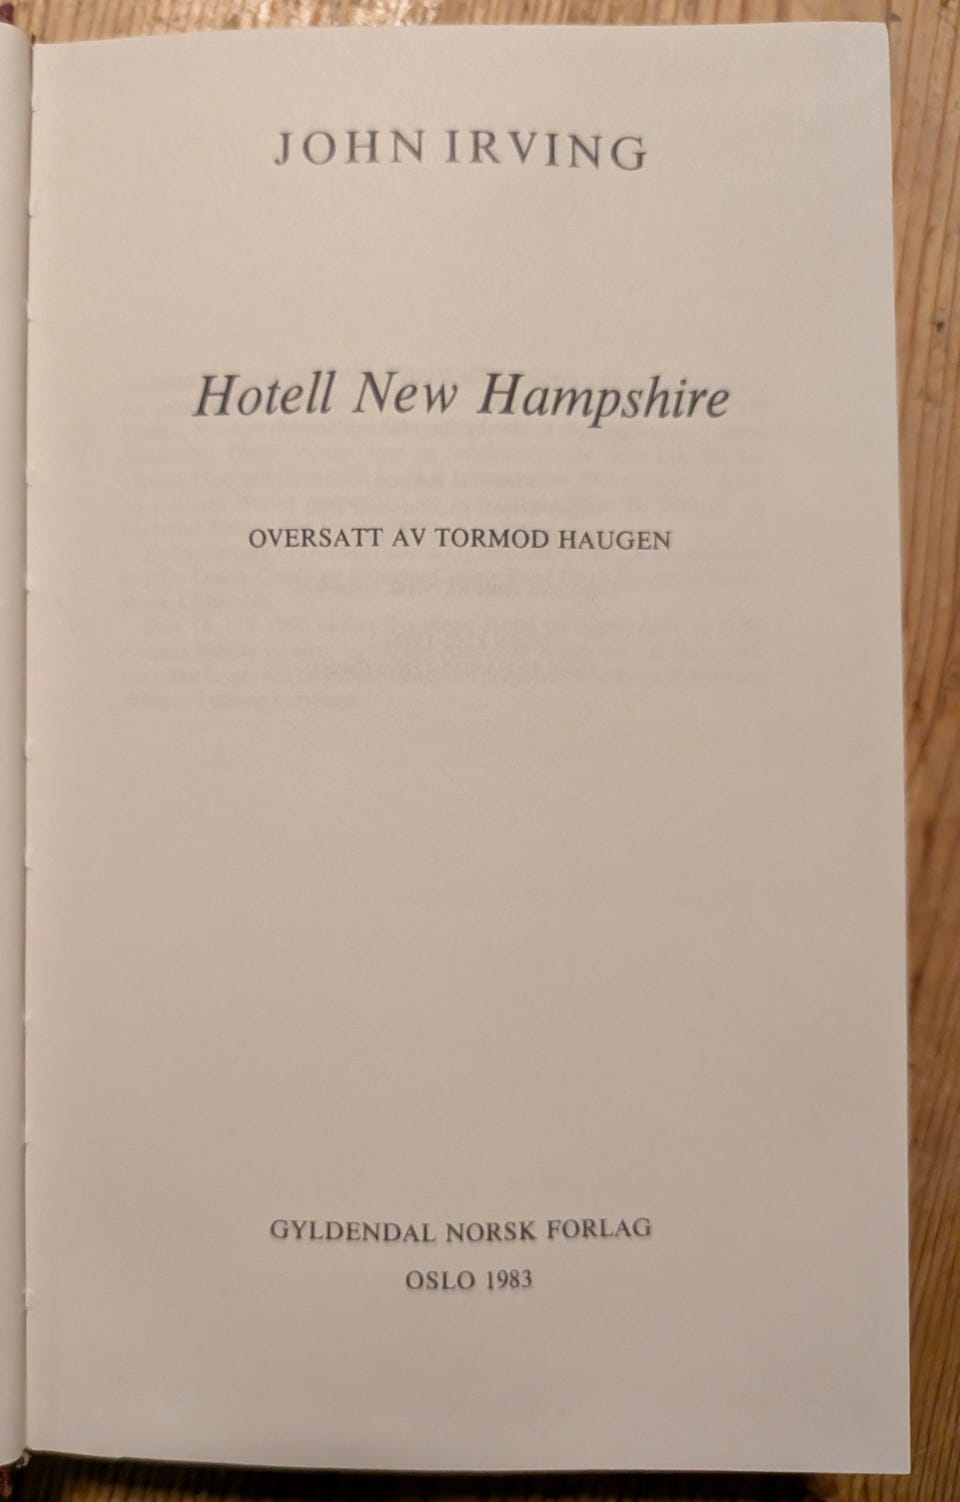 JOHN IRVING
Hotell New Hampshire
OVERSATT AV TORMOD HAUGEN
GYLDENDAL NORSK FORLAG
OSLO 1983